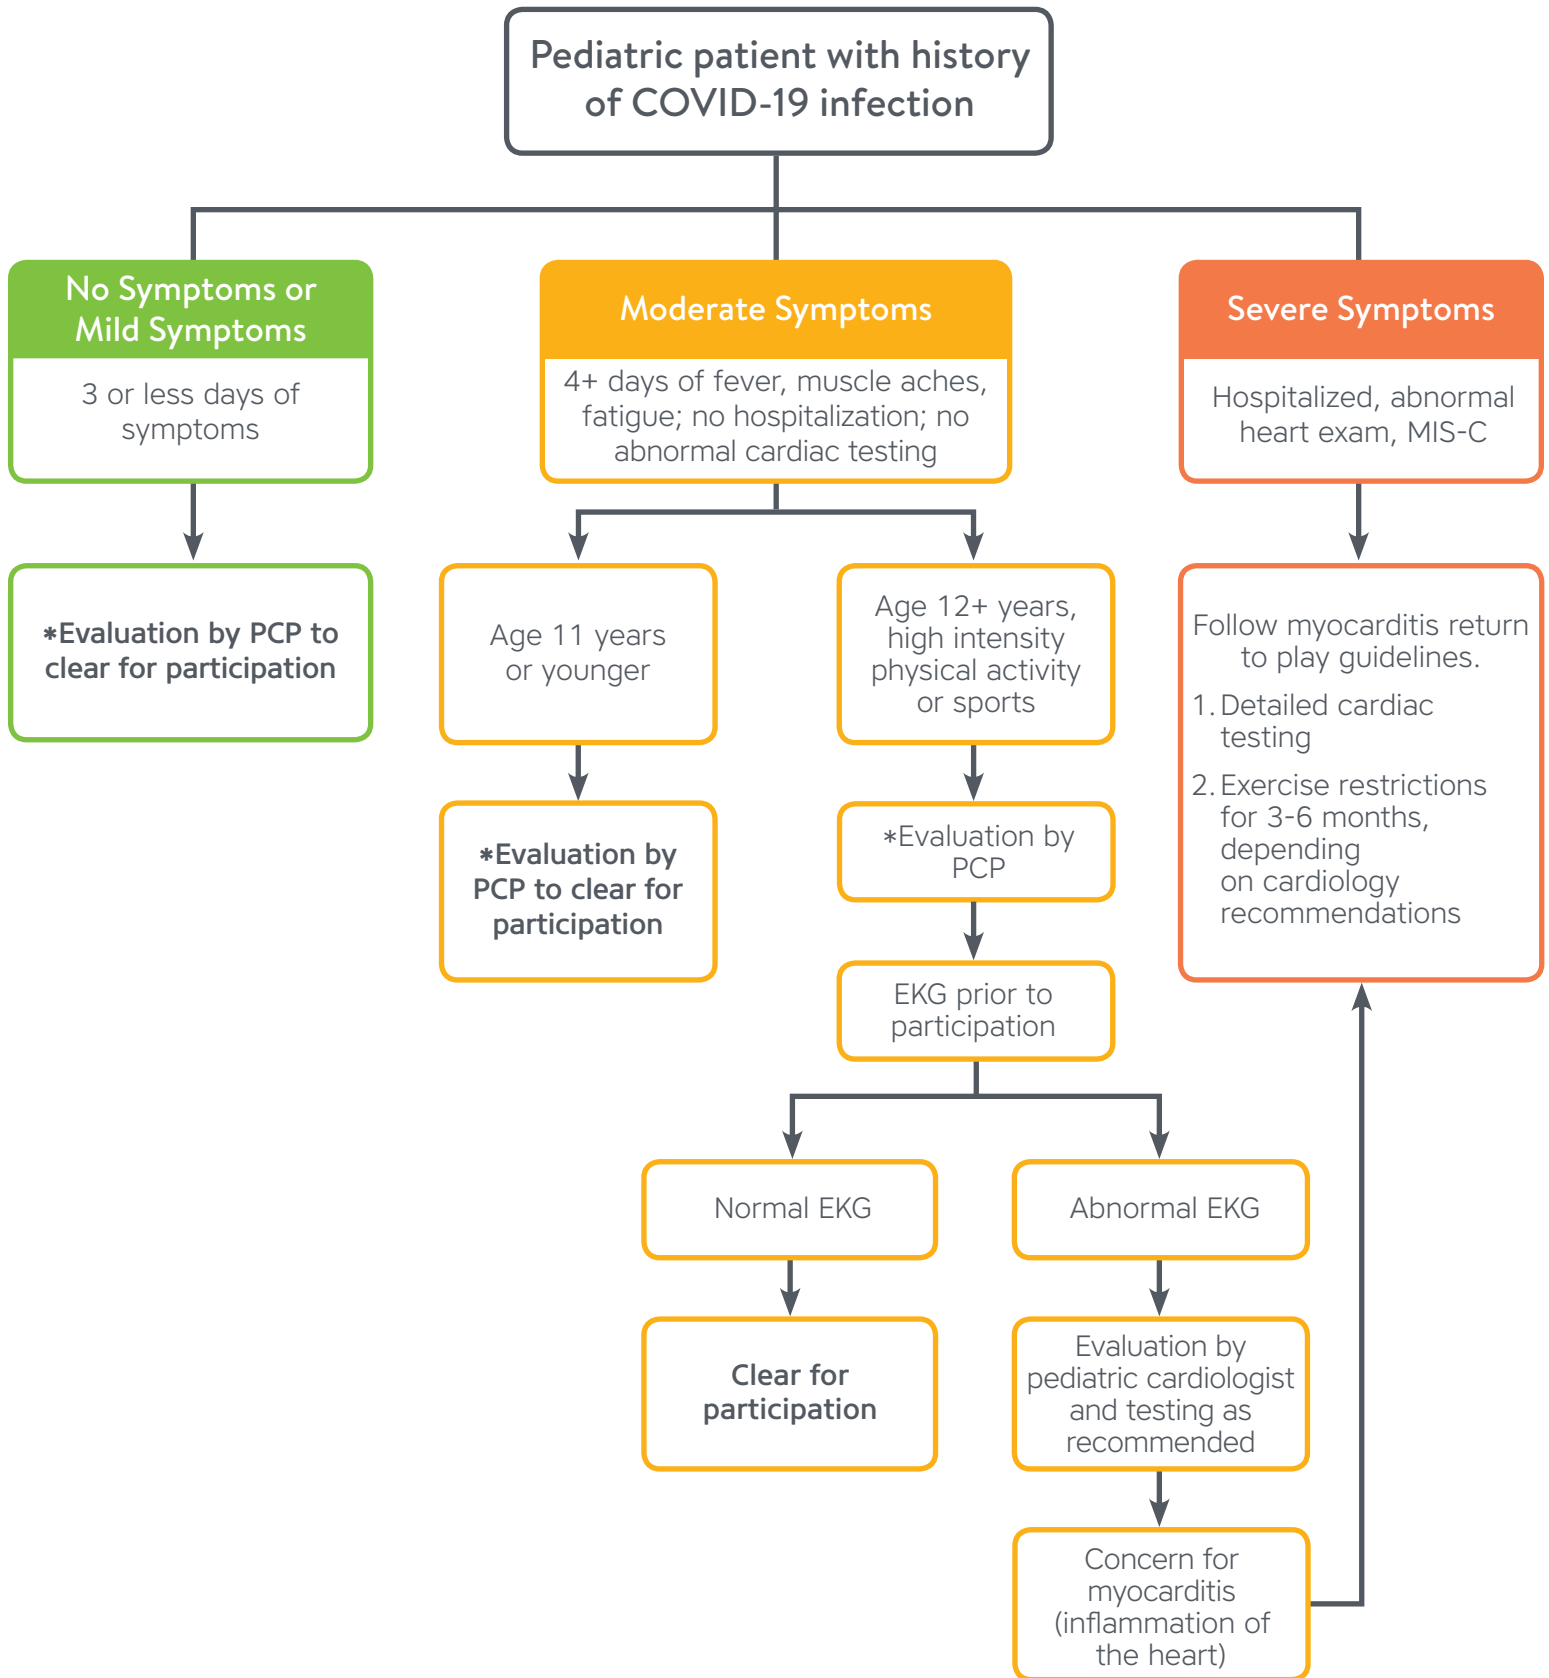 Pediatric patient with history
of COVID-19 infection
No Symptoms or
Mild Symptoms
3 or less days of
symptoms
*Evaluation by PCP to
clear for participation
Moderate Symptoms
4+ days of fever, muscle aches,
fatigue; no hospitalization; no
abnormal cardiac testing
Age 11 years
or younger
*Evaluation by
PCP to clear for
participation
Age 12+ years,
high intensity
physical activity
or sports
*Evaluation by
PCP
EKG prior to
participation
Normal EKG
Clear for
participation
Abnormal EKG
Evaluation by
pediatric cardiologist
and testing as
recommended
Concern for
myocarditis
(inflammation of
the heart)
Severe Symptoms
Hospitalized, abnormal
heart exam, MIS-C
Follow myocarditis return
to play guidelines.
1. Detailed cardiac
testing
2. Exercise restrictions
for 3-6 months,
depending
on cardiology
recommendations